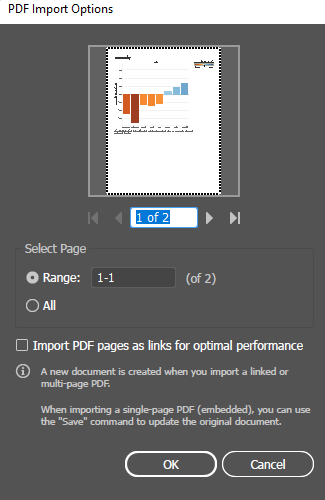 PDF Import Options
1 of 2
Select Page
Range: 1-1 (of 2)
All
Import PDF pages as links for optimal performance
A new document is created when you import a linked or
multi-page PDF.
When importing a single-page PDF (embedded), you can use
the "Save" command to update the original document.
OK Cancel